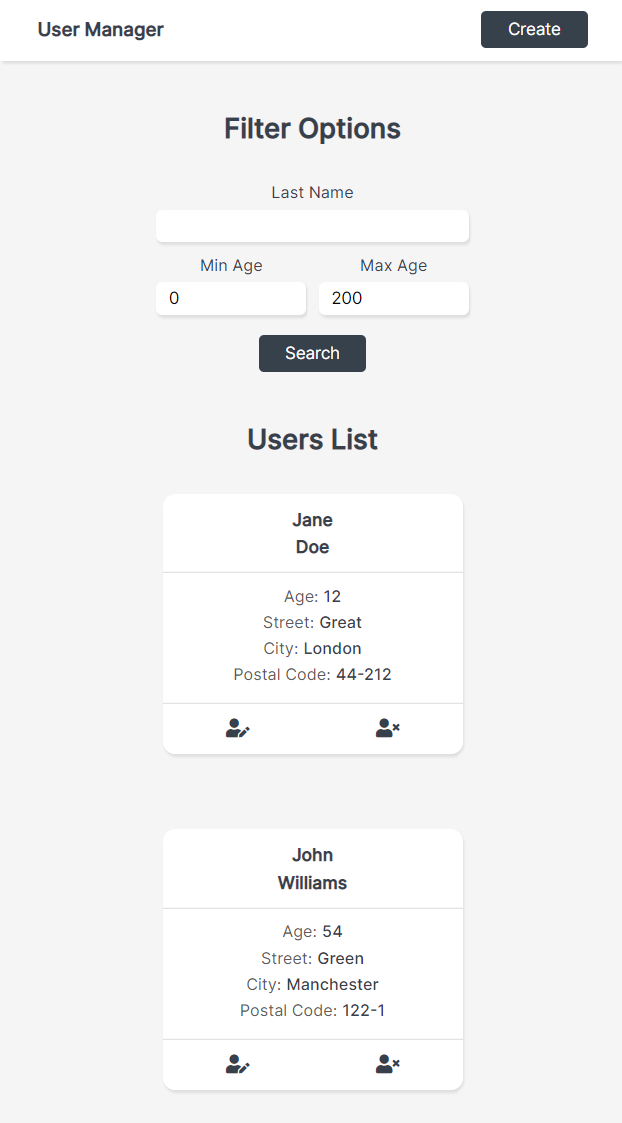 User Manager
Create
Filter Options
Last Name
Min Age
Max Age
0
200
Search
Users List
Jane
Doe
Age: 12
Street: Great
City: London
Postal Code: 44-212
John
Williams
Age: 54
Street: Green
City: Manchester
Postal Code: 122-1